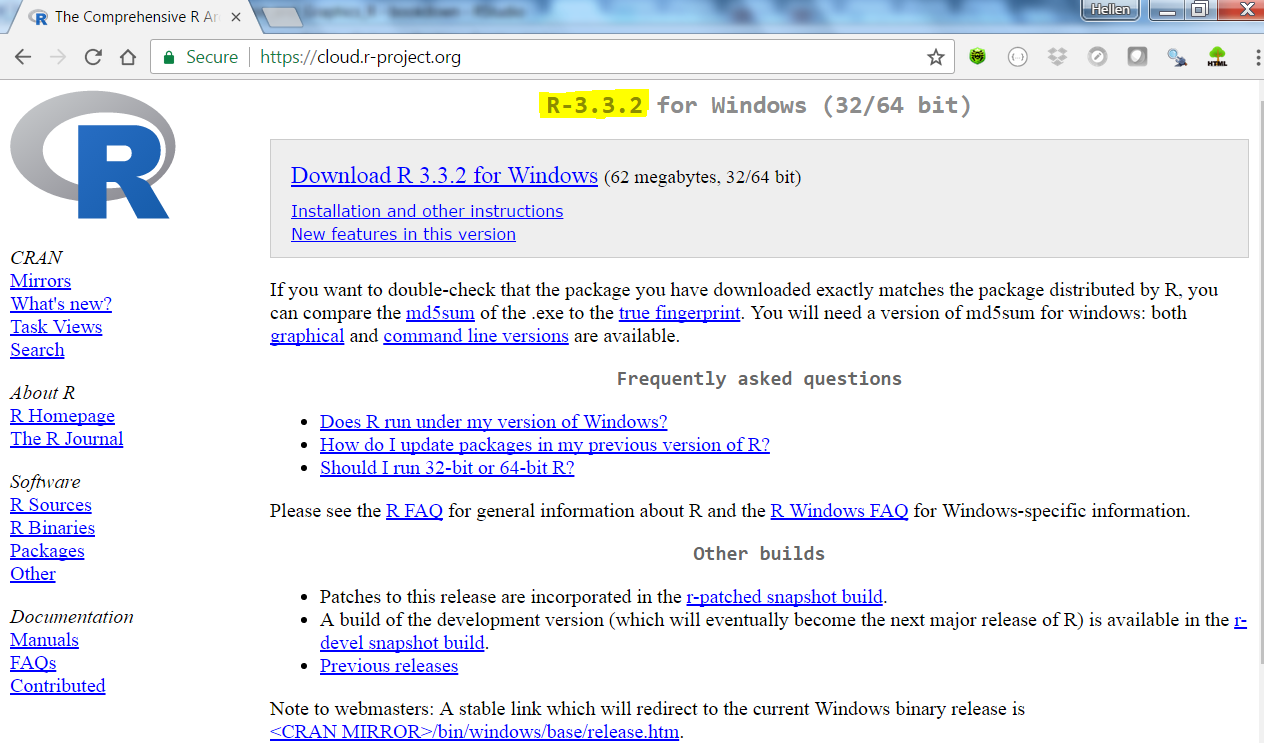 The Comprehensive R Ar
Hellen
Secure
https://cloud.r-project.org
HTML
R
R-3.3.2 for Windows (32/64 bit)
Download R 3.3.2 for Windows (62 megabytes, 32/64 bit)
Installation and other instructions
New features in this version
CRAN
Mirrors
What's new?
Task Views
Search
About R
R Homepage
The R Journal
Software
R Sources
R Binaries
Packages
Other
Documentation
Manuals
FAQs
Contributed
If you want to double-check that the package you have downloaded exactly matches the package distributed by R, you
can compare the md5sum of the .exe to the true fingerprint. You will need a version of md5sum for windows: both
graphical and command line versions are available.
Frequently asked questions
• Does R run under my version of Windows?
• How do I update packages in my previous version of R?
• Should I run 32-bit or 64-bit R?
Please see the R FAQ for general information about R and the R Windows FAQ for Windows-specific information.
Other builds
• Patches to this release are incorporated in the r-patched snapshot build.
• A build of the development version (which will eventually become the next major release of R) is available in the r-
devel snapshot build.
• Previous releases
Note to webmasters: A stable link which will redirect to the current Windows binary release is
<CRAN MIRROR>/bin/windows/base/release.htm.